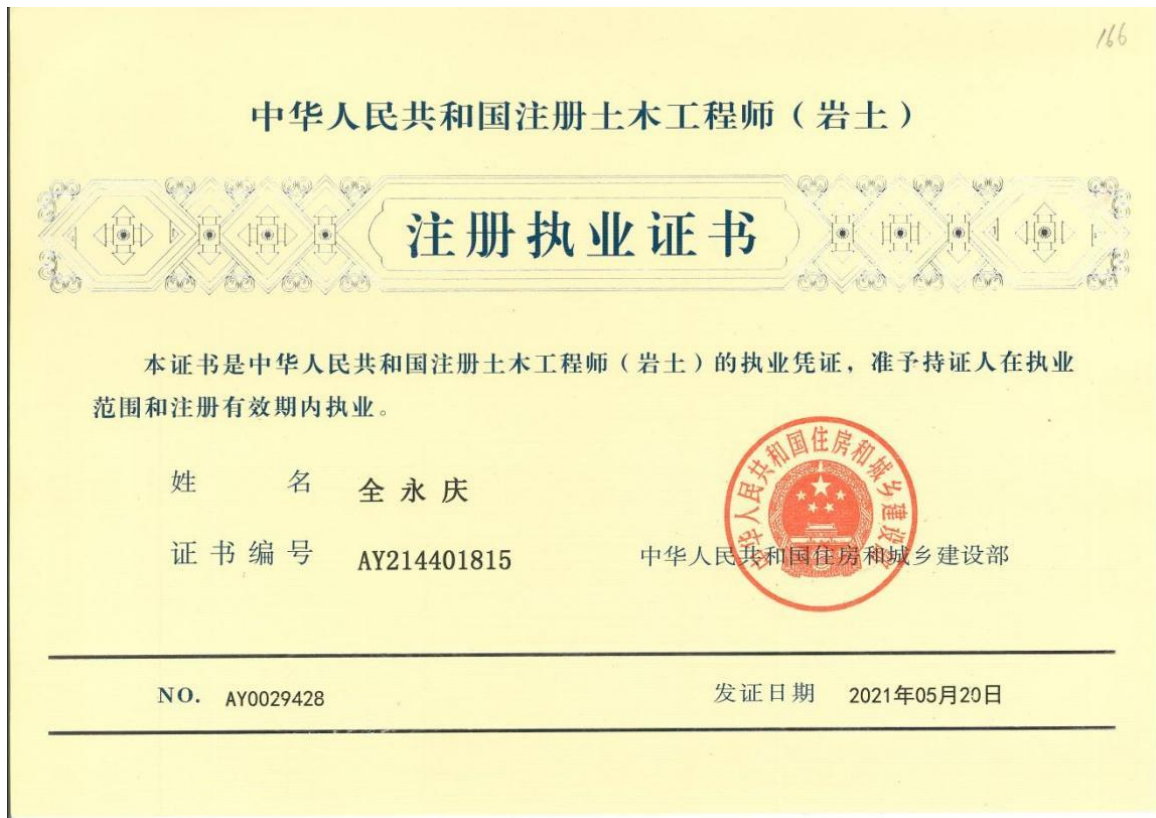 166
中华人民共和国注册土木工程师（岩土）
注册执业证书
本证书是中华人民共和国注册土木工程师（岩土）的执业凭证，准予持证人在执业
范围和注册有效期内执业。
姓 名 全永庆
证书编号 AY214401815
中华人民共和国住房和城乡建设部
中华人民共和国住房和城乡建设部
NO. AY0029428
发证日期 2021年05月20日